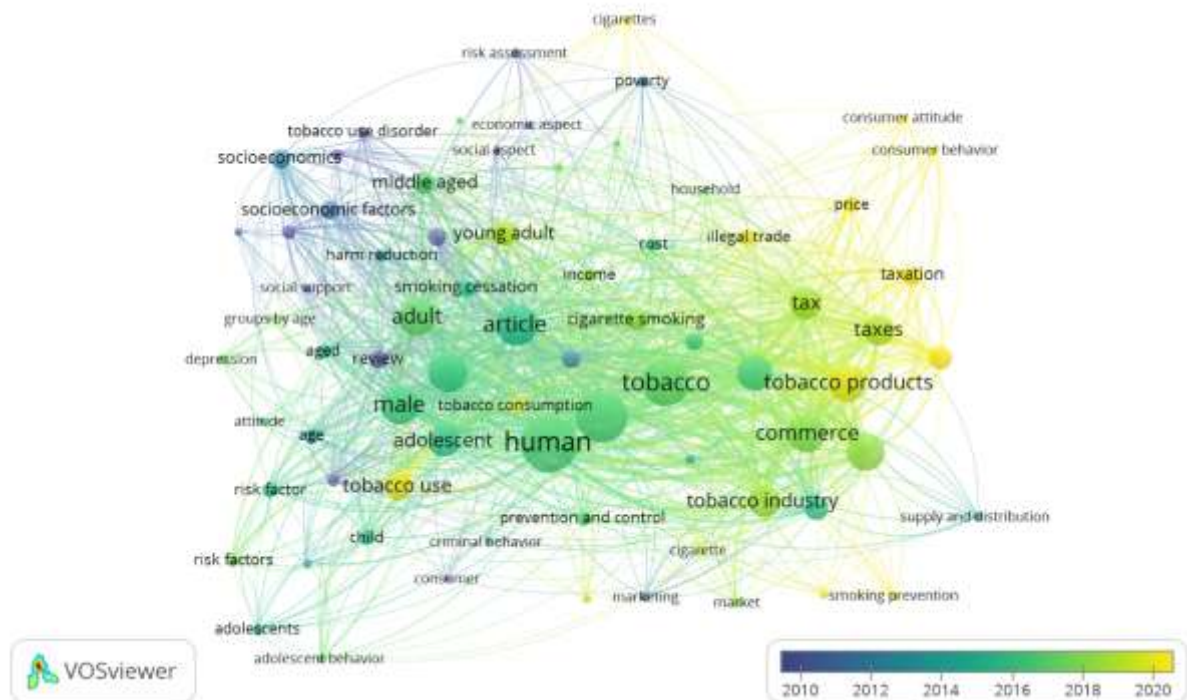 cigarettes
risk assessment
poverty
consumer attitude
economic aspect
tobacco use disorder
social aspect
consumer behavior
socioeconomics
middle aged
household
price
socioeconomic factors
young adult
illegal trade
cost
harm reduction
income
taxation
social support
smoking cessation
tax
groups by age
adult
article
cigarette smoking
taxes
aged
depression
review
tobacco
tobacco products
male
tobacco consumption
attitude
age
adolescent
human
commerce
risk factor
tobacco use
tobacco industry
prevention and control
supply and distribution
child
criminal behavior
cigarette
risk factors
consumer
marketing
market
smoking prevention
adolescents
adolescent behavior
VOSviewer
2010 2012 2014 2016 2018 2020